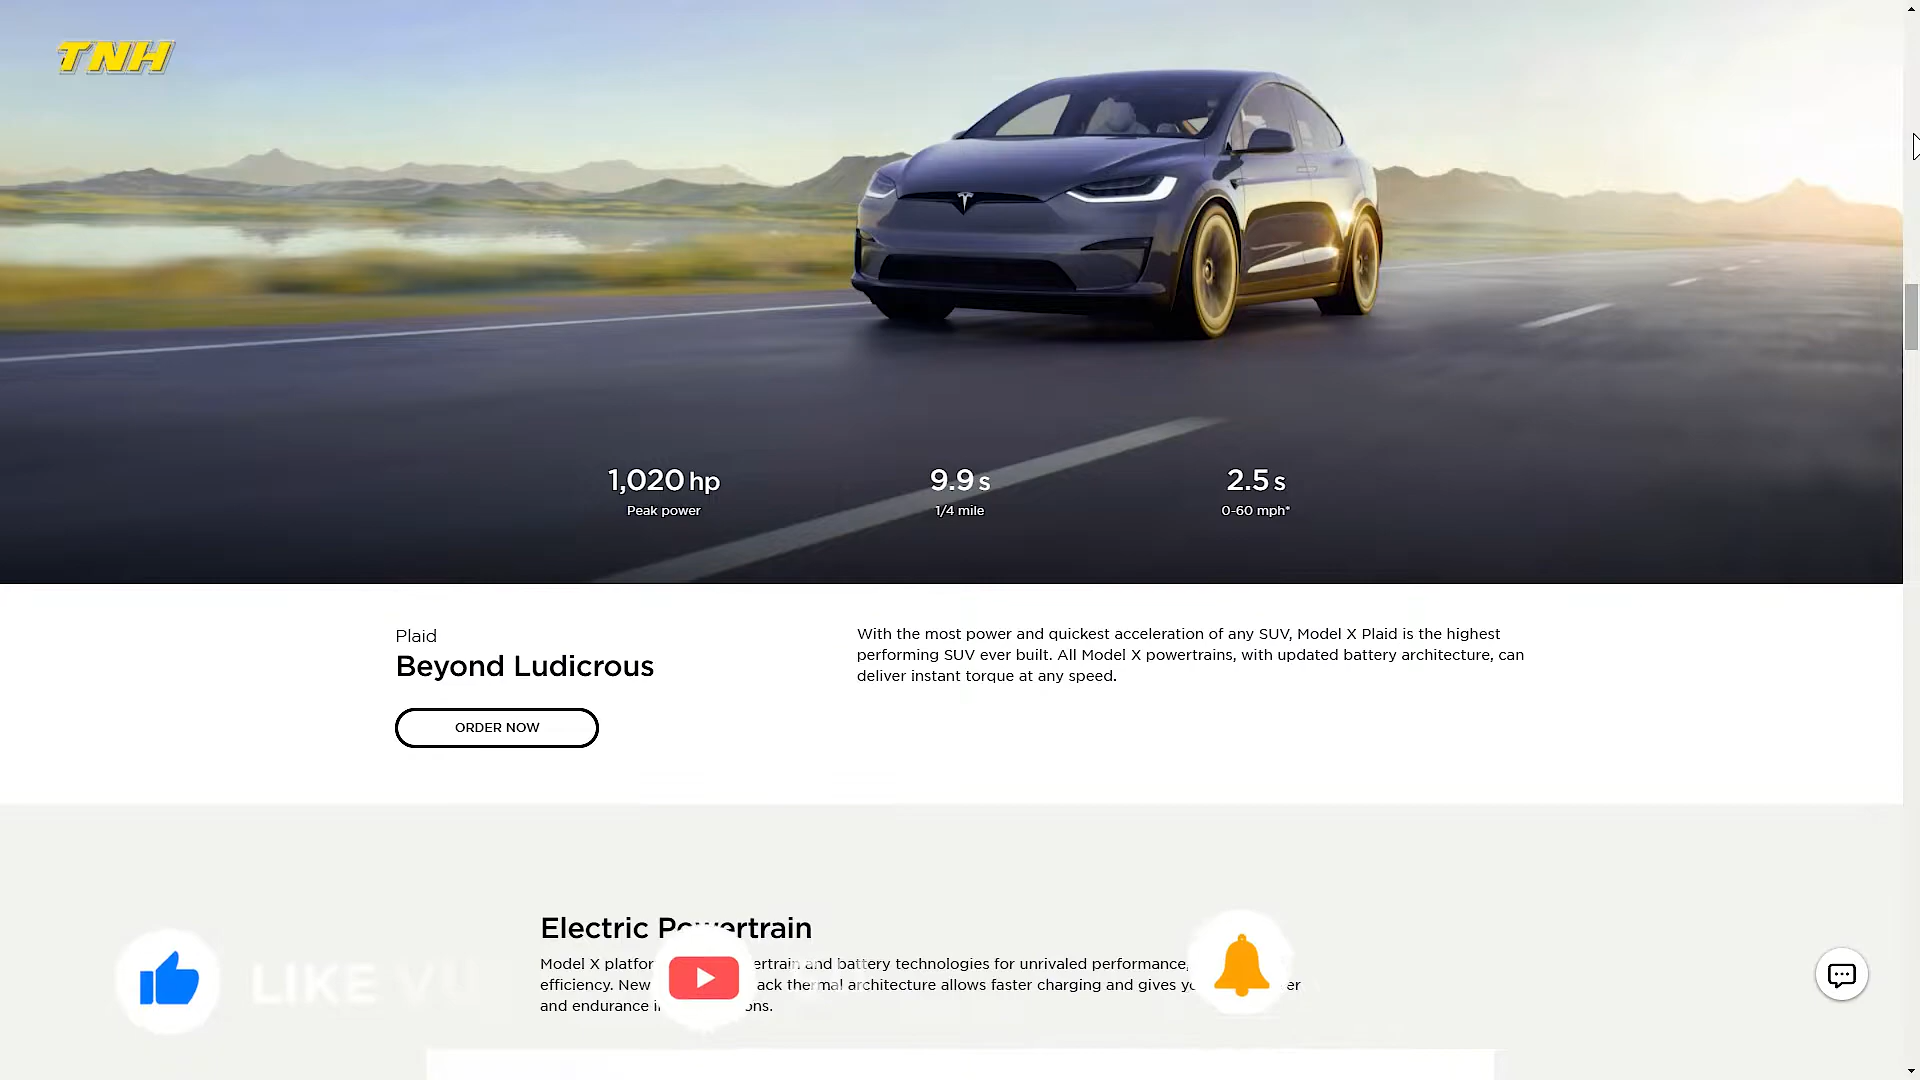 TNH
1,020 hp
Peak power
9.9 s
1/4 mile
2.5 s
0-60 mph*
Plaid
Beyond Ludicrous
ORDER NOW
With the most power and quickest acceleration of any SUV, Model X Plaid is the highest
performing SUV ever built. All Model X powertrains, with updated battery architecture, can
deliver instant torque at any speed.
Electric Powertrain
Model X and battery technologies for unrivaled performance,
efficiency. New thermal architecture allows faster charging and gives
and endurance
LIKE